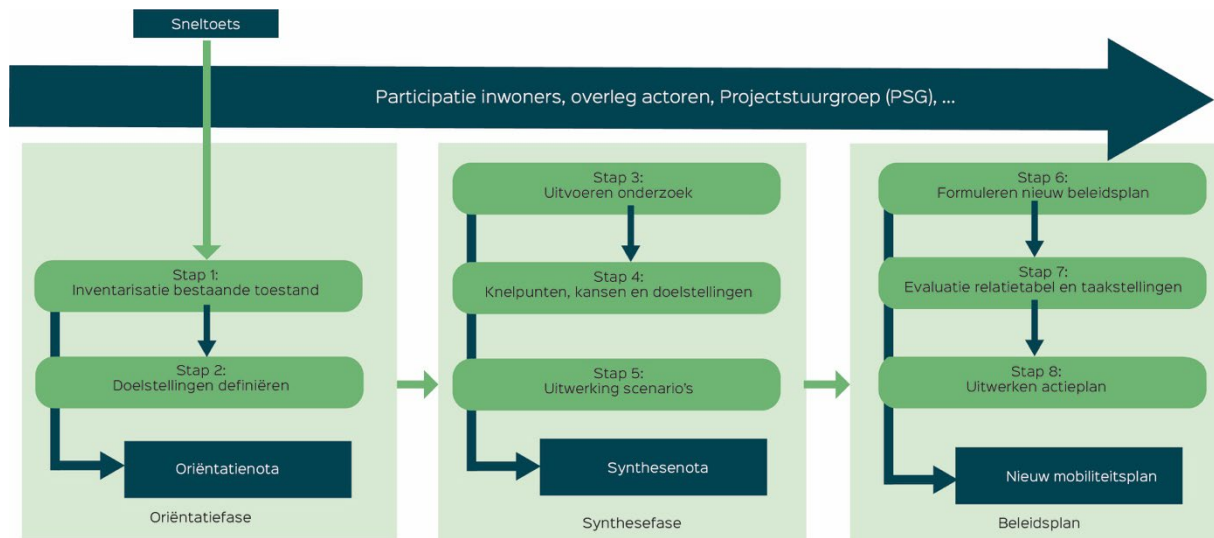 Sneltoets
Participatie inwoners, overleg actoren, Projectstuurgroep (PSG), ...
Stap 1:
Inventarisatie bestaande toestand
Stap 2:
Doelstellingen definiëren
Oriëntatienota
Oriëntatiefase
Stap 3:
Uitvoeren onderzoek
Stap 4:
Knelpunten, kansen en doelstellingen
Stap 5:
Uitwerking scenario's
Synthesenota
Synthesefase
Stap 6:
Formuleren nieuw beleidsplan
Stap 7:
Evaluatie relatietabel en taakstellingen
Stap 8:
Uitwerken actieplan
Nieuw mobiliteitsplan
Beleidsplan